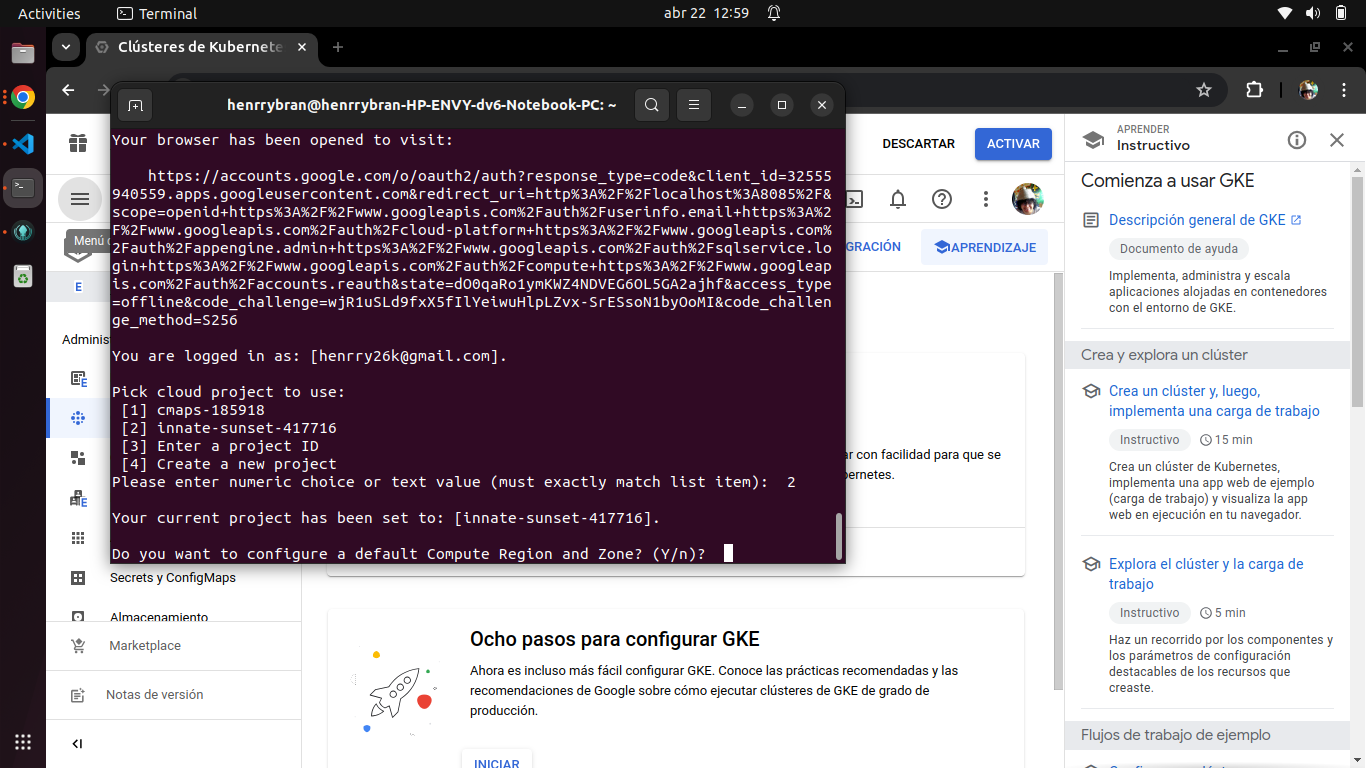 Activities
Terminal
abr 22 12:59
Clústeres de Kubernete
henrrybran@henrrybran-HP-ENVY-dv6-Notebook-PC: ~
Your browser has been opened to visit:
https://accounts.google.com/o/oauth2/auth?response_type=code&client_id=32555
940559.apps.googleusercontent.com&redirect_uri=http%3A%2F%2Flocalhost%3A8085%2F&
scope=openid+https%3A%2F%2Fwww.googleapis.com%2Fauth%2Fuserinfo.email+https%3A%2
F%2Fwww.googleapis.com%2Fauth%2Fcloud-platform+https%3A%2F%2Fwww.googleapis.com%
2Fauth%2Fappengine.admin+https%3A%2F%2Fwww.googleapis.com%2Fauth%2Fsqlservice.lo
gin+https%3A%2F%2Fwww.googleapis.com%2Fauth%2Fcompute+https%3A%2F%2Fwww.googleap
is.com%2Fauth%2Faccounts.reauth&state=dO0qaRo1ymKWZ4NDVEG6OL5GA2ajhf&access_type
=offline&code_challenge=wjR1uSLd9fxX5fIlYeiwuHlpLZvx-SrESsoN1byOoMI&code_challen
ge_method=S256
You are logged in as: [henrry26k@gmail.com].
Pick cloud project to use:
[1] cmaps-185918
[2] innate-sunset-417716
[3] Enter a project ID
[4] Create a new project
Please enter numeric choice or text value (must exactly match list item): 2
Your current project has been set to: [innate-sunset-417716].
Do you want to configure a default Compute Region and Zone? (Y/n)?
DESCARTAR
ACTIVAR
Menú
GRACIÓN
APRENDIZAJE
E
Adminis
E
E
Secrets y ConfigMaps
Almacenamiento
Marketplace
Notas de versión
ar con facilidad para que se
bernetes.
Ocho pasos para configurar GKE
Ahora es incluso más fácil configurar GKE. Conoce las prácticas recomendadas y las
recomendaciones de Google sobre cómo ejecutar clústeres de GKE de grado de
producción.
INICIAR
APRENDER
Instructivo
Comienza a usar GKE
Descripción general de GKE
Documento de ayuda
Implementa, administra y escala
aplicaciones alojadas en contenedores
con el entorno de GKE.
Crea y explora un clúster
Crea un clúster y, luego,
implementa una carga de trabajo
Instructivo 15 min
Crea un clúster de Kubernetes,
implementa una app web de ejemplo
(carga de trabajo) y visualiza la app
web en ejecución en tu navegador.
Explora el clúster y la carga de
trabajo
Instructivo 5 min
Haz un recorrido por los componentes y
los parámetros de configuración
destacables de los recursos que
creaste.
Flujos de trabajo de ejemplo